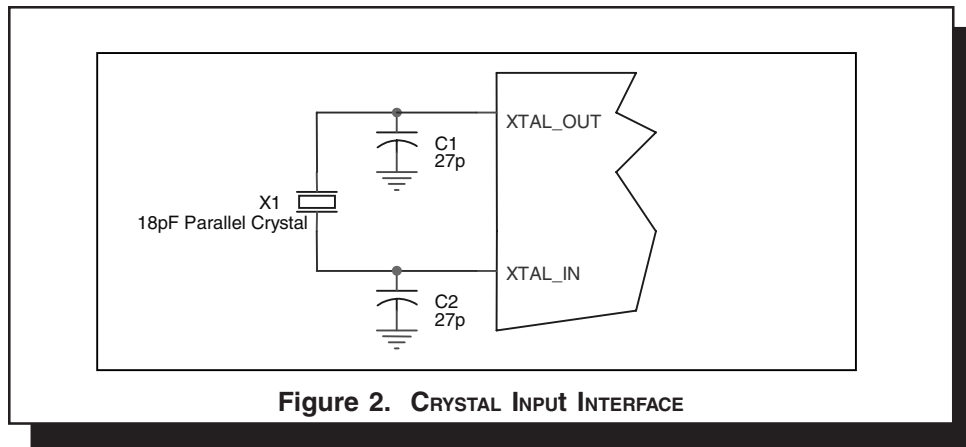 XTAL_OUT
C1
27p
X1
18pF Parallel Crystal
XTAL_IN
C2
27p
Figure 2. CRYSTAL INPUt INTERFACE